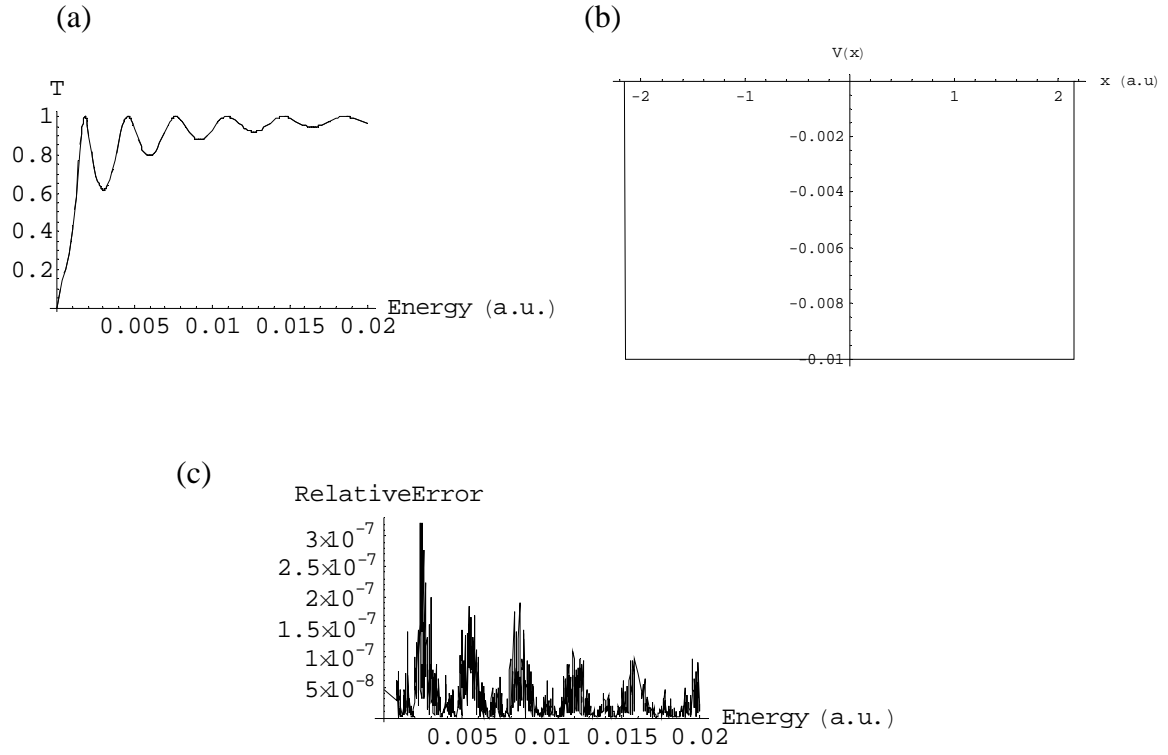 (a)
T
1
0.8
0.6
0.4
0.2
0.005 0.01 0.015 0.02
Energy (a.u.)
(b)
V(x)
x (a.u)
-2 -1 1 2
-0.002
-0.004
-0.006
-0.008
-0.01
(c)
RelativeError
3×10^-7
2.5×10^-7
2×10^-7
1.5×10^-7
1×10^-7
5×10^-8
0.005 0.01 0.015 0.02
Energy (a.u.)